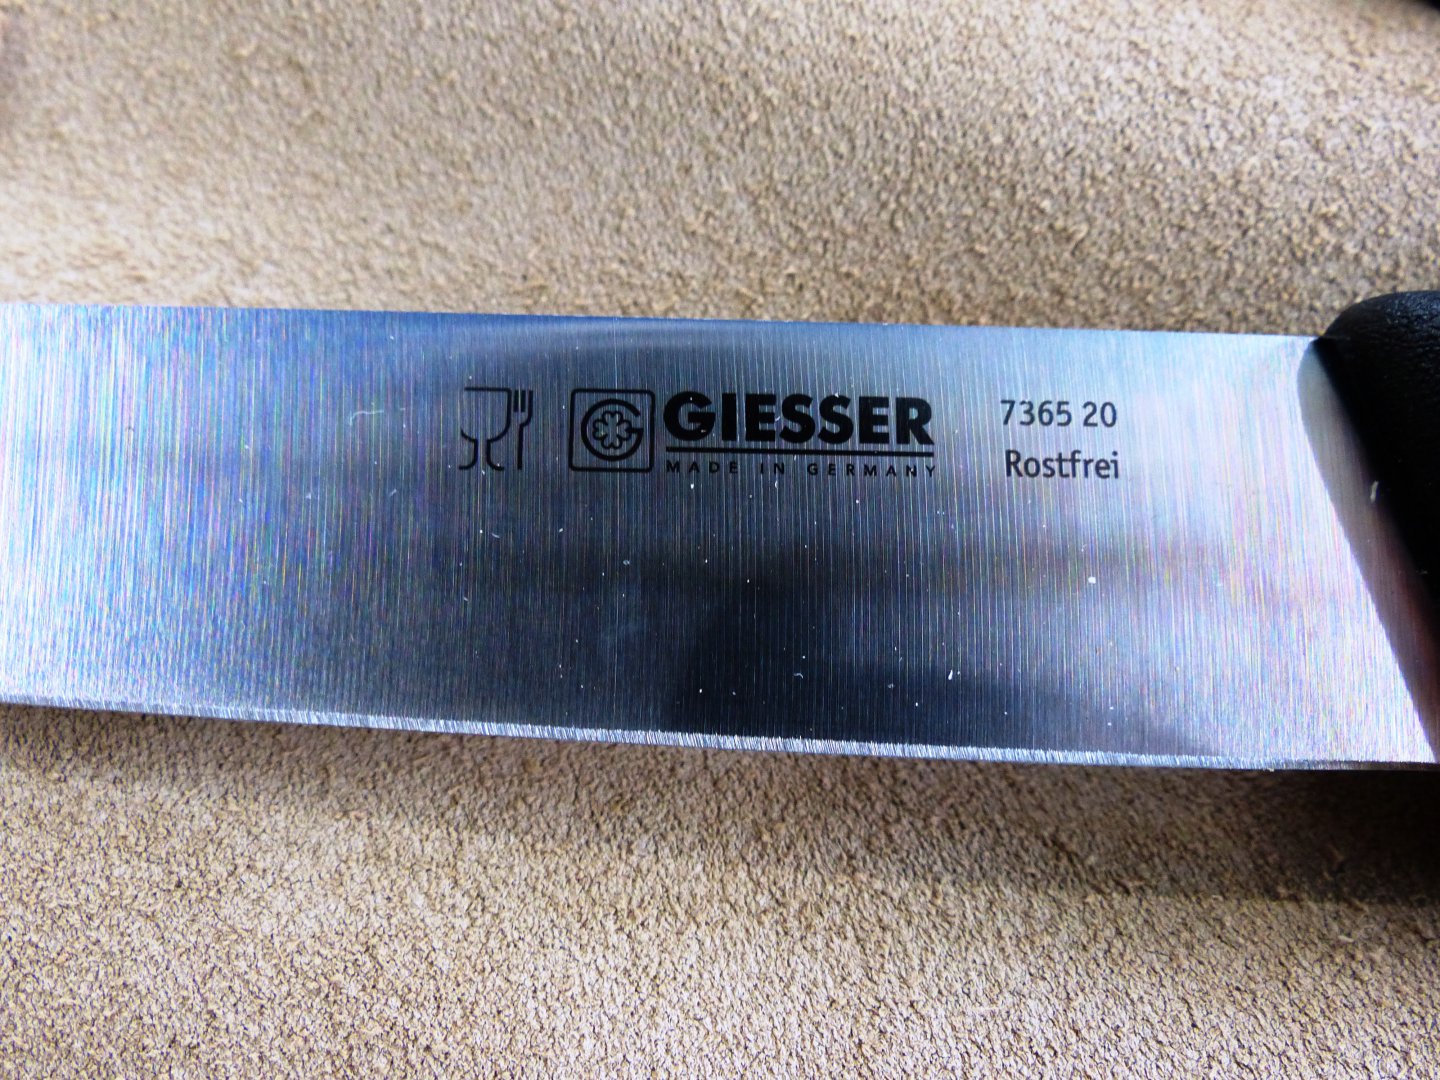 GIESSER
MADE IN GERMANY
7365 20
Rostfrei